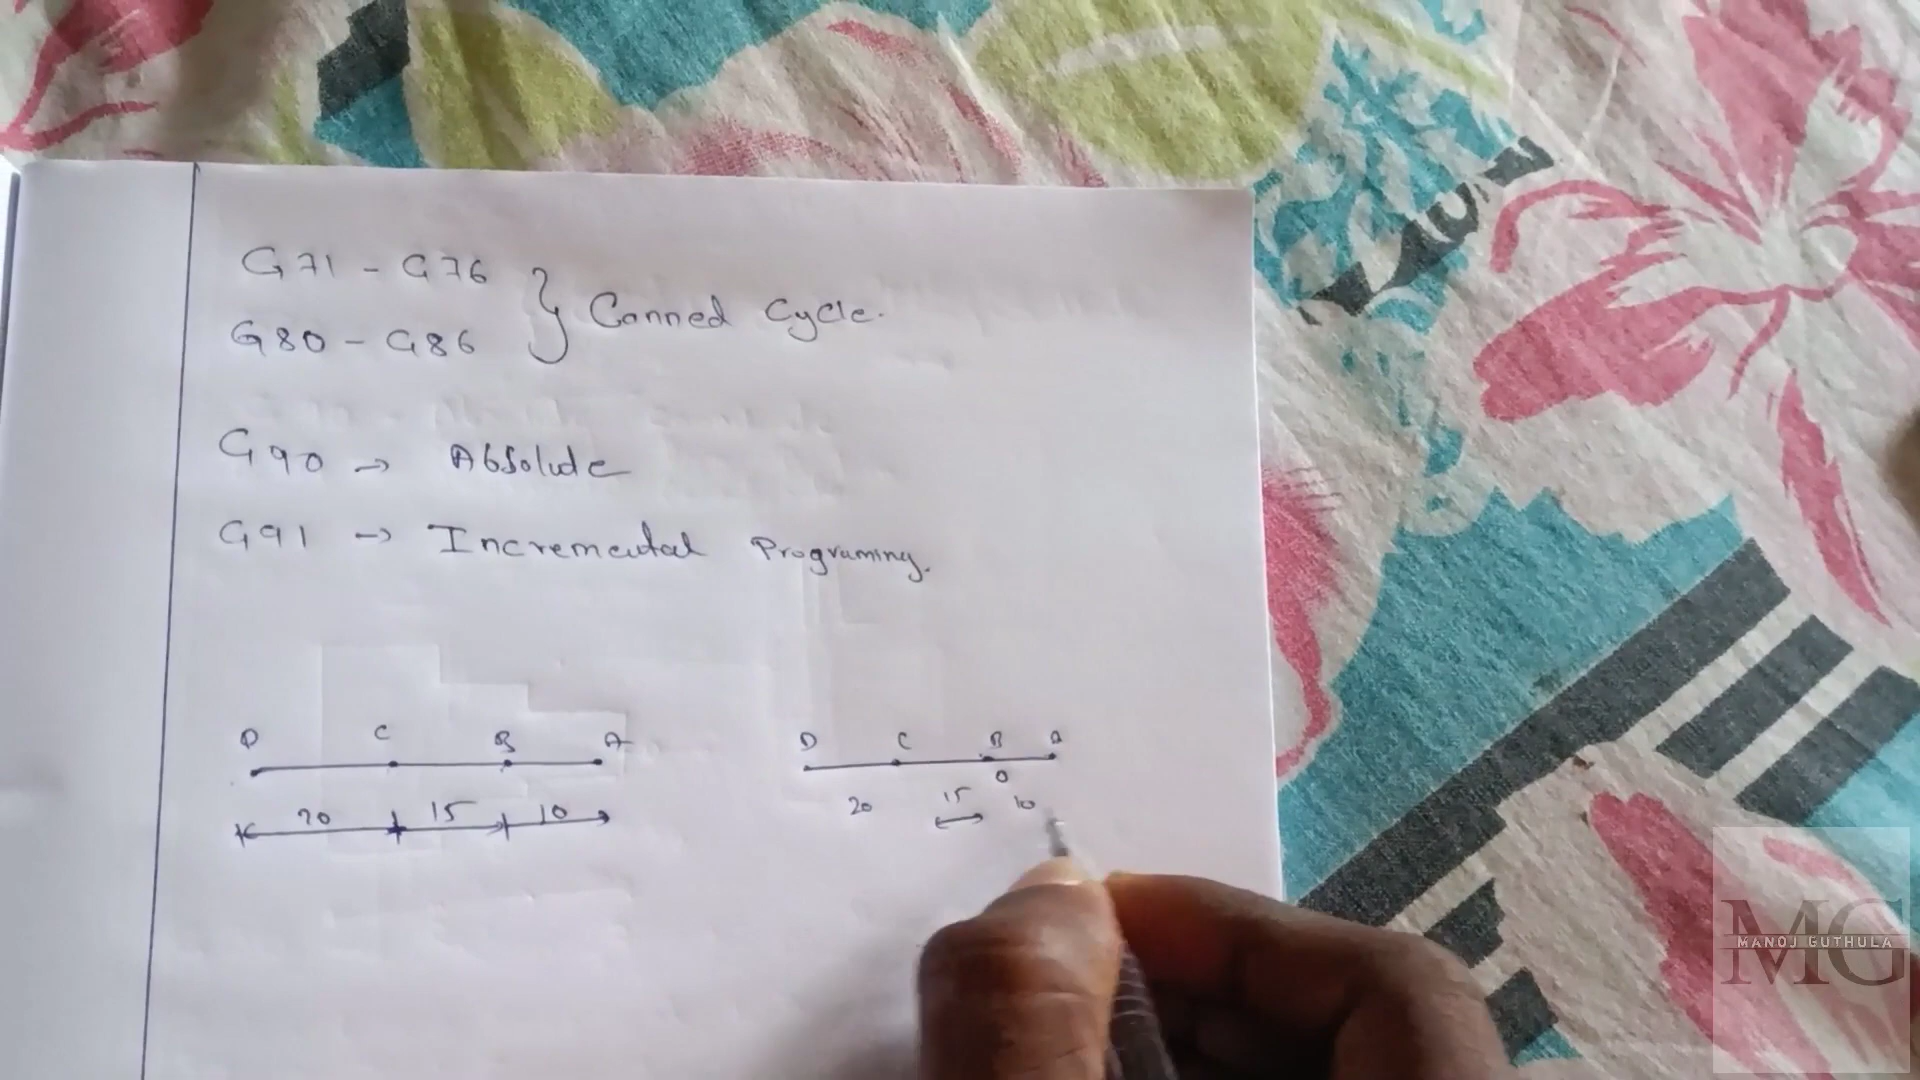 G71 - G76
G80 - G86
} Canned Cycle.
G90 → Absolute
G91 → Incremental Programing.
D C B A
20 15 10
D C B A
0
20 15 10
MG
MANOJ GUTHULA